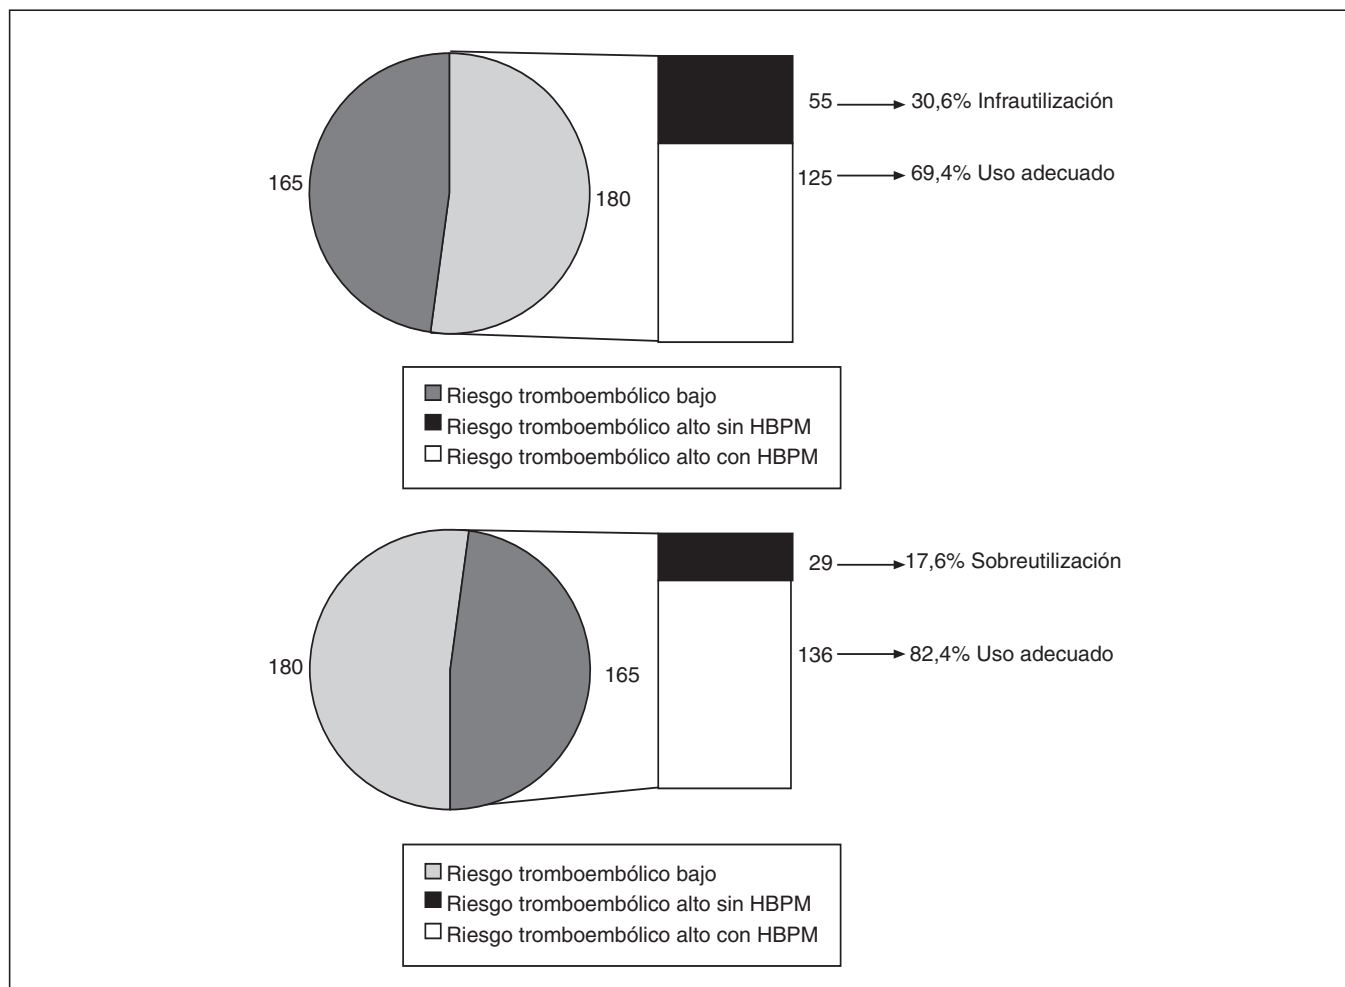 55 30,6% Infrautilización
165 180 125 69,4% Uso adecuado
Riesgo tromboembólico bajo
Riesgo tromboembólico alto sin HBPM
Riesgo tromboembólico alto con HBPM
29 17,6% Sobreutilización
180 165 136 82,4% Uso adecuado
Riesgo tromboembólico bajo
Riesgo tromboembólico alto sin HBPM
Riesgo tromboembólico alto con HBPM